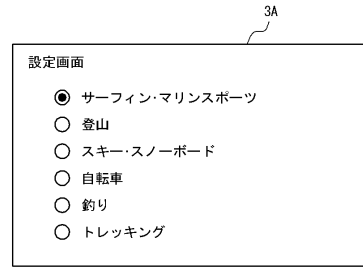 3A
設定画面
サーフィン・マリンスポーツ
登山
スキー・スノーボード
自転車
釣り
トレッキング